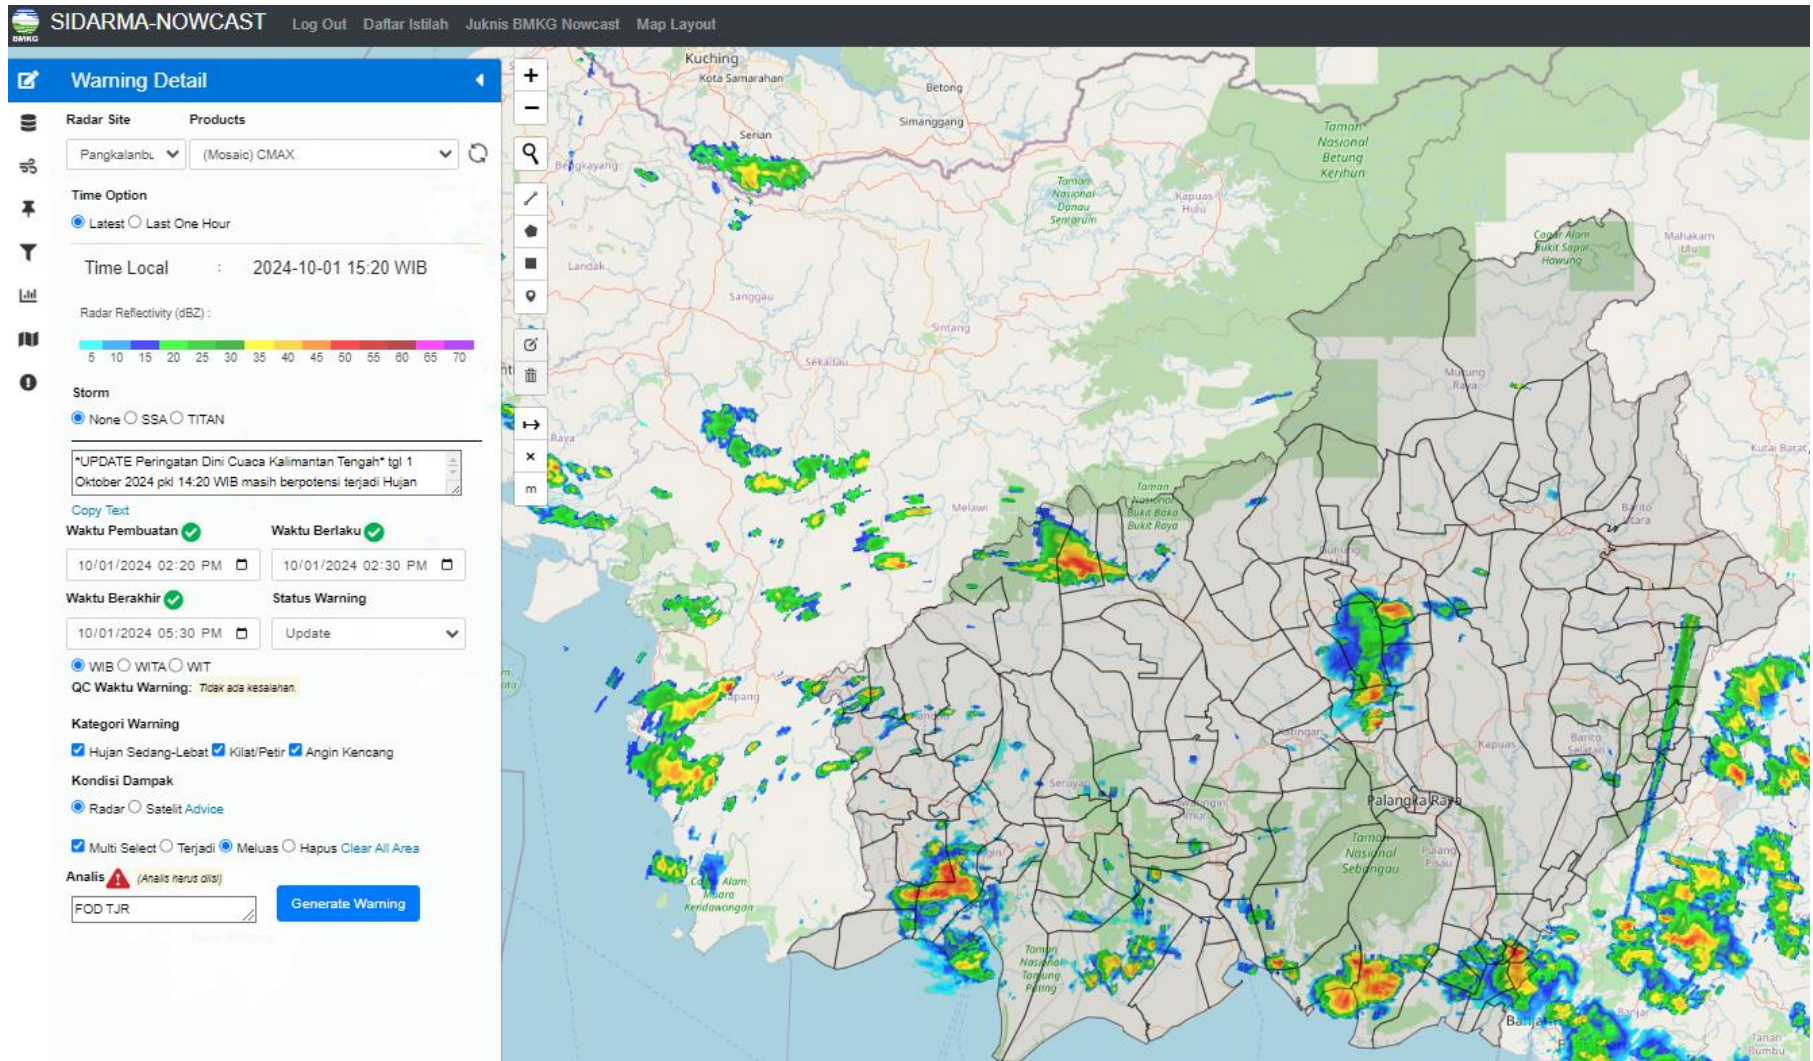 BMKG
SIDARMA-NOWCAST Log Out Daftar Istilah Juknis BMKG Nowcast Map Layout
Warning Detail
Radar Site Products
Pangkalanbu (Mosaic) CMAX
Time Option
Latest Last One Hour
Time Local : 2024-10-01 15:20 WIB
Radar Reflectivity (dBZ) :
5 10 15 20 25 30 35 40 45 50 55 60 65 70
Storm
None SSA TITAN
*UPDATE Peringatan Dini Cuaca Kalimantan Tengah* tgl 1
Oktober 2024 pkl 14:20 WIB masih berpotensi terjadi Hujan
Copy Text
Waktu Pembuatan Waktu Berlaku
10/01/2024 02:20 PM 10/01/2024 02:30 PM
Waktu Berakhir Status Warning
10/01/2024 05:30 PM Update
WIB WITA WIT
QC Waktu Warning: Tidak ada kesalahan.
Kategori Warning
Hujan Sedang-Lebat Kilat/Petir Angin Kencang
Kondisi Dampak
Radar Satelit Advice
Multi Select Terjadi Meluas Hapus Clear All Area
Analis (Analis harus diisi)
FOD TJR Generate Warning
+
−
m
Kuching
Kota Samarahan
Betong
Simanggang
Serian
Bengkayang
Taman
Nasional
Betung
Kerihun
Taman
Nasional
Danau
Sentarum
Kapuas
Hulu
Cagar Alam
Bukit Sapat
Hawung
Mahakam
Ulu
Landak
Sanggau
Sintang
Sekadau
Raya
Murung
Raya
Kutai Barat
Melawi
Taman
Nasional
Bukit Baka
Bukit Raya
Barito
Utara
Gunung
Katingan
Kapuas
Barito
Selatan
Seruyan
Kotawaringin
Timur
Palangka Raya
Taman
Nasional
Sebangau
Pulang
Pisau
Cagar Alam
Muara
Kendawangan
Taman
Nasional
Tanjung
Puting
Banjar
Tanah
Bumbu